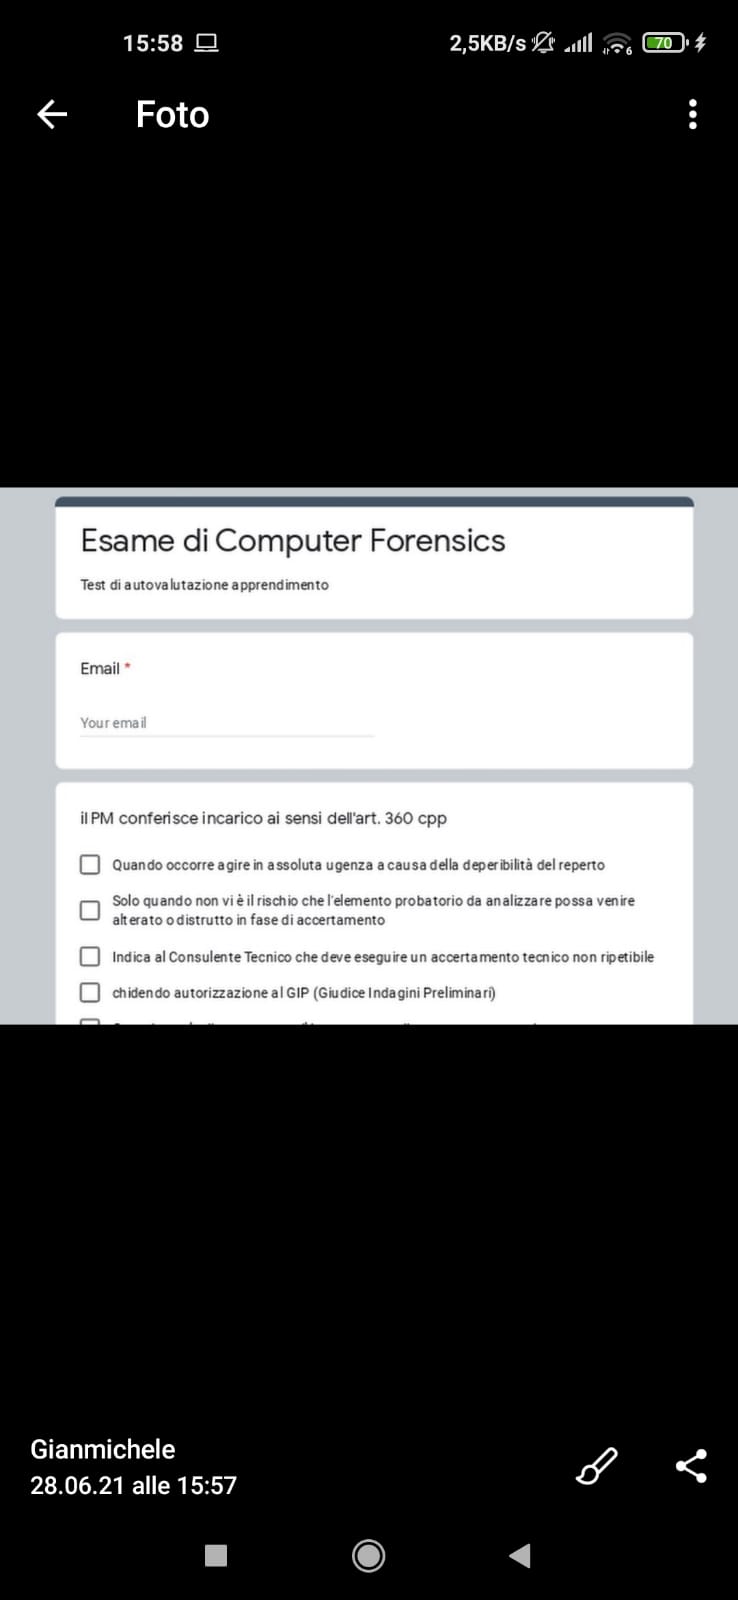 15:58 2,5KB/s 6 70
Foto
Esame di Computer Forensics
Test di autovalutazione apprendimento
Email *
Your email
il PM conferisce incarico ai sensi dell'art. 360 cpp
Quando occorre agire in assoluta ugenza a causa della deperibilità del reperto
Solo quando non vi è il rischio che l'elemento probatorio da analizzare possa venire
alterato o distrutto in fase di accertamento
Indica al Consulente Tecnico che deve eseguire un accertamento tecnico non ripetibile
chidendo autorizzazione al GIP (Giudice Indagini Preliminari)
Gianmichele
28.06.21 alle 15:57